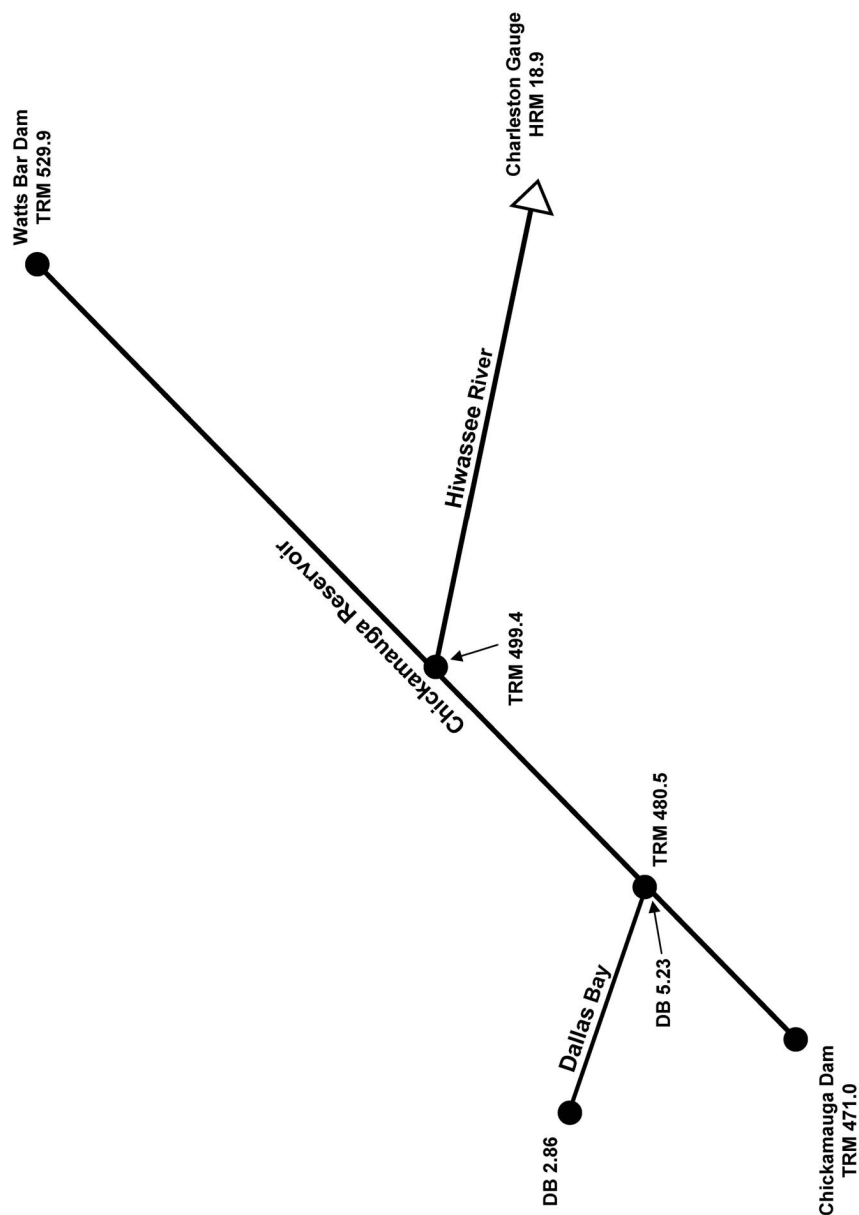 Watts Bar Dam
TRM 529.9
Charleston Gauge
HRM 18.9
Hiwassee River
Chickamauga Reservoir
TRM 499.4
TRM 480.5
DB 5.23
Dallas Bay
DB 2.86
Chickamauga Dam
TRM 471.0